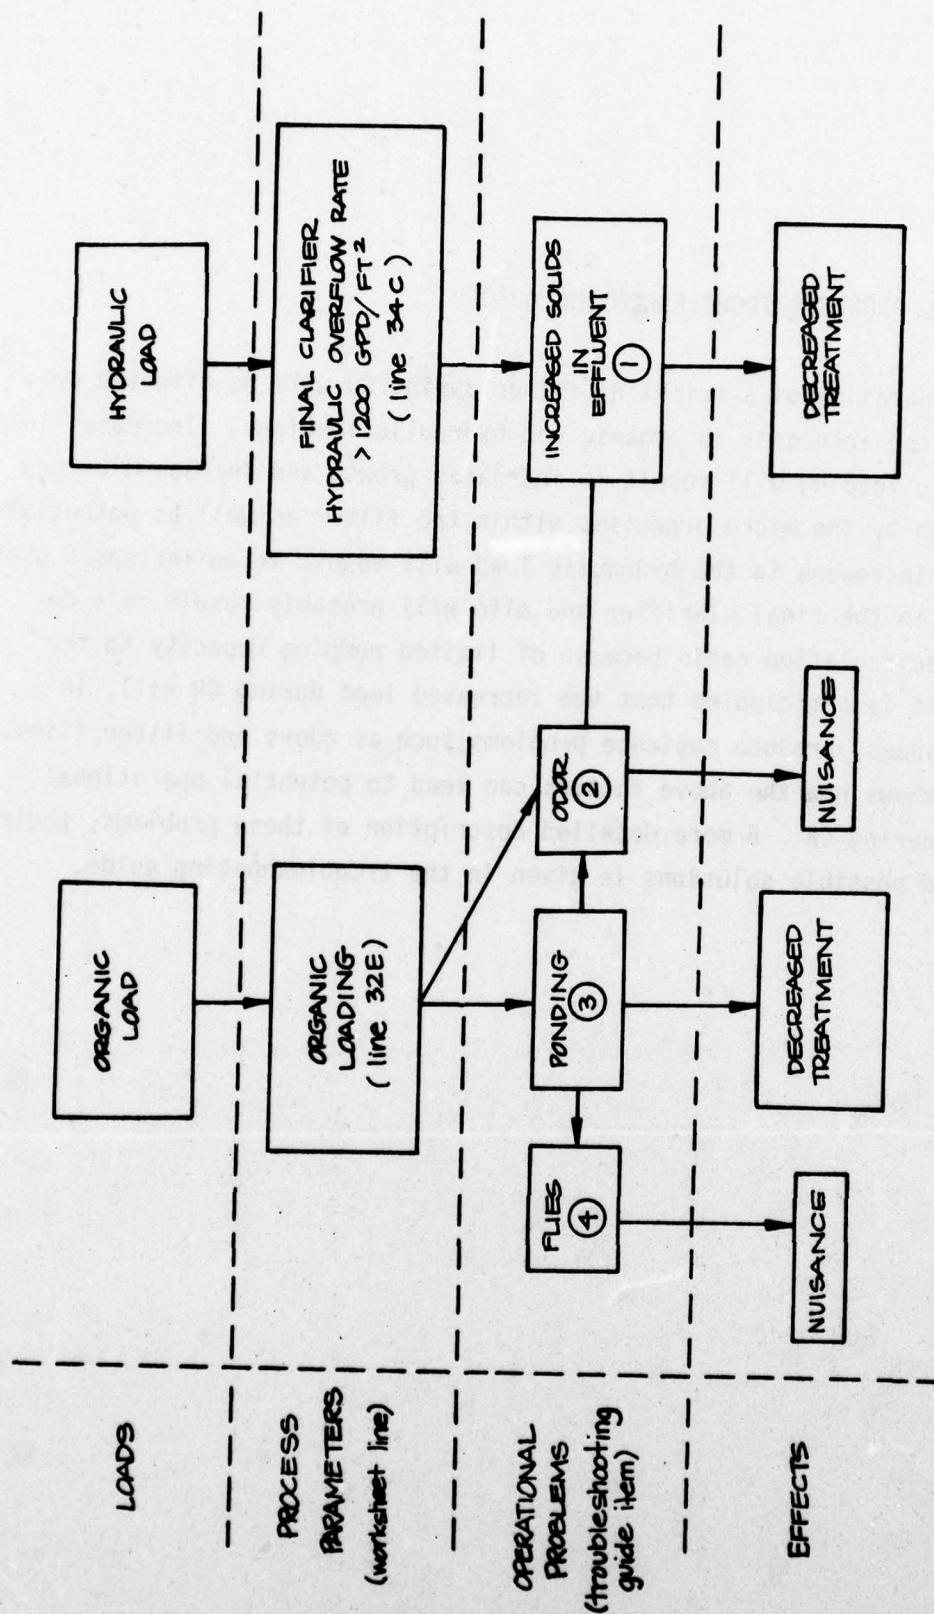 LOADS
ORGANIC
LOAD
HYDRAULIC
LOAD
PROCESS
PARAMETERS
(worksheet line)
ORGANIC
LOADING
(line 32E)
FINAL CLARIFIER
HYDRAULIC OVERFLOW RATE
>1200 GPD/FT²
(line 34C)
OPERATIONAL
PROBLEMS
(troubleshooting
guide item)
FLIES
4
PONDING
3
ODOR
2
INCREASED SOLIDS
IN
EFFLUENT
1
EFFECTS
NUISANCE
DECREASED
TREATMENT
NUISANCE
DECREASED
TREATMENT